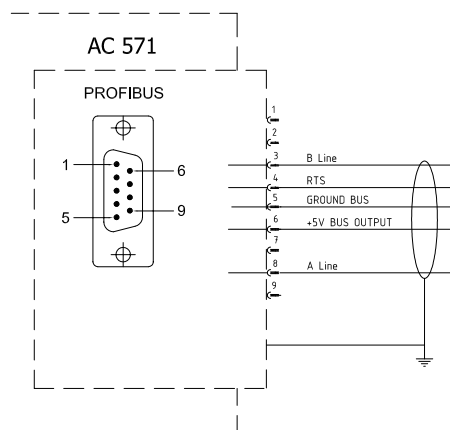 AC 571
PROFIBUS
1
6
5
9
1
2
3 B Line
4 RTS
5 GROUND BUS
6 +5V BUS OUTPUT
7
8 A Line
9